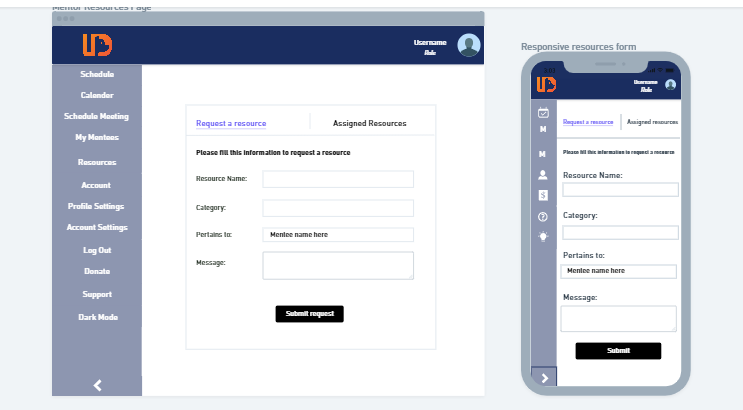 Mentor Resources Page
Username
Role
Schedule
Calender
Schedule Meeting
My Mentees
Resources
Account
Profile Settings
Account Settings
Log Out
Donate
Support
Dark Mode
Request a resource
Assigned Resources
Please fill this information to request a resource
Resource Name:
Category:
Pertains to:
Mentee name here
Message:
Submit request
Responsive resources form
Username
Role
M
M
Request a resource
Assigned resources
Please fill this information to request a resource
Resource Name:
Category:
Pertains to:
Mentee name here
Message:
Submit